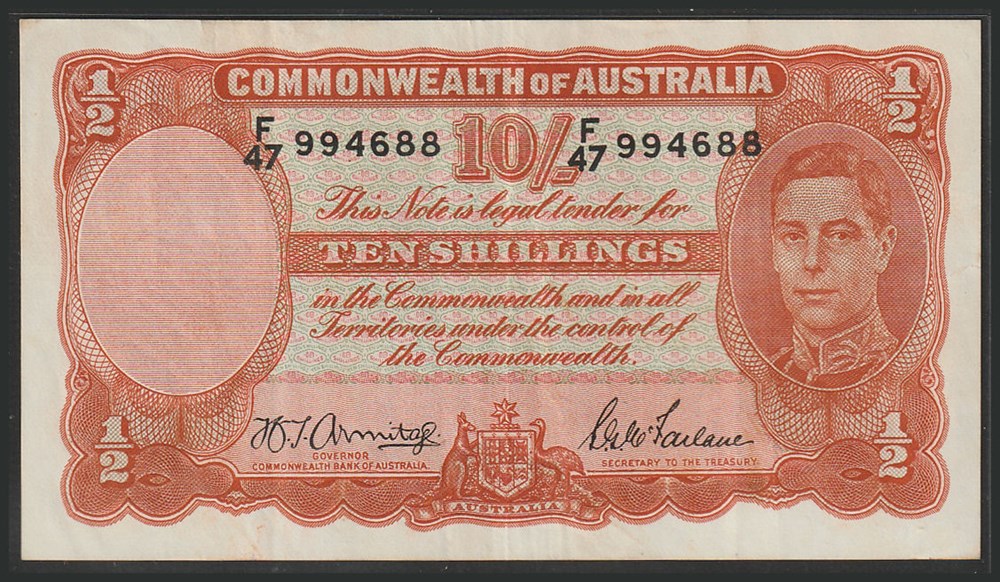 COMMONWEALTH OF AUSTRALIA
1/2 1/2
F/47 994688 10/- F/47 994688
This Note is legal tender for
TEN SHILLINGS
in the Commonwealth and in all
Territories under the control of
the Commonwealth.
1/2 1/2
H.T. Armitage. S.G. McFarlane
GOVERNOR
COMMONWEALTH BANK OF AUSTRALIA.
SECRETARY TO THE TREASURY.
AUSTRALIA